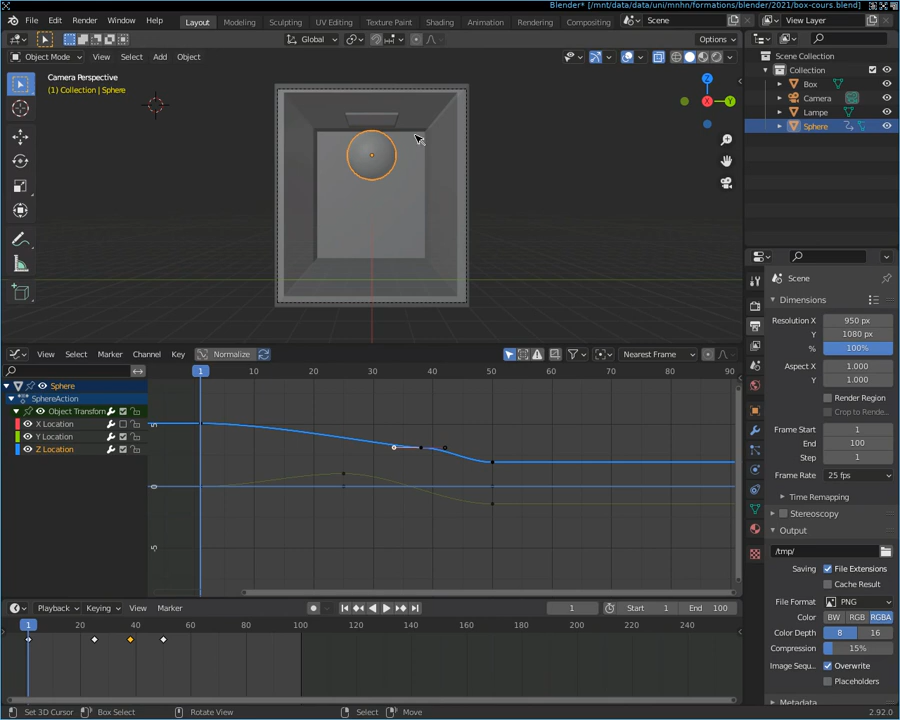 Blender* [/mnt/data/data/uni/mnhn/formations/blender/2021/box-cours.blend]
File Edit Render Window Help Layout Modeling Sculpting UV Editing Texture Paint Shading Animation Rendering Compositing Scene View Layer
Global Options
Object Mode View Select Add Object
Camera Perspective
(1) Collection | Sphere
Z
X
Y
Scene Collection
Collection
Box
Camera
Lampe
Sphere
Scene
Dimensions
Resolution X 950 px
Y 1080 px
% 100%
Aspect X 1.000
Y 1.000
Render Region
Crop to Rende...
Frame Start 1
End 100
Step 1
Frame Rate 25 fps
Time Remapping
Stereoscopy
Output
/tmp/
Saving File Extensions
Cache Result
File Format PNG
Color BW RGB RGBA
Color Depth 8 16
Compression 15%
Image Sequ... Overwrite
Placeholders
Metadata
View Select Marker Channel Key Normalize Nearest Frame
1 10 20 30 40 50 60 70 80 90
Sphere
SphereAction
Object Transforn
X Location
Y Location
Z Location
5
0
-5
Playback Keying View Marker 1 Start 1 End 100
1 20 40 60 80 100 120 140 160 180 200 220 240
Set 3D Cursor Box Select Rotate View Select Move 2.92.0